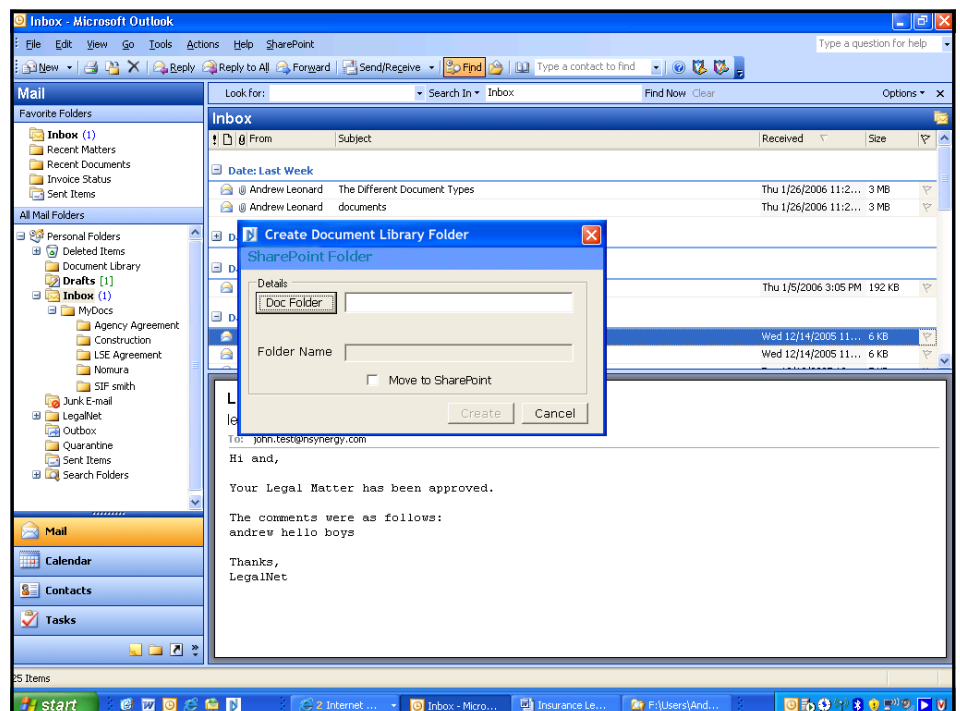 Inbox - Microsoft Outlook
File Edit View Go Tools Actions Help SharePoint
Type a question for help
New Reply Reply to All Forward Send/Receive Find Type a contact to find
Mail
Look for: Search In Inbox Find Now Clear Options
Favorite Folders
Inbox (1)
Recent Matters
Recent Documents
Invoice Status
Sent Items
All Mail Folders
Personal Folders
Deleted Items
Document Library
Drafts [1]
Inbox (1)
MyDocs
Agency Agreement
Construction
LSE Agreement
Nomura
SIF smith
Junk E-mail
LegalNet
Outbox
Quarantine
Sent Items
Search Folders
Mail
Calendar
Contacts
Tasks
Inbox
From Subject Received Size
Date: Last Week
Andrew Leonard The Different Document Types Thu 1/26/2006 11:2... 3 MB
Andrew Leonard documents Thu 1/26/2006 11:2... 3 MB
Thu 1/5/2006 3:05 PM 192 KB
Wed 12/14/2005 11... 6 KB
Wed 12/14/2005 11... 6 KB
Create Document Library Folder
SharePoint Folder
Details
Doc Folder
Folder Name
Move to SharePoint
Create Cancel
To: john.test@nsynergy.com
Hi and,
Your Legal Matter has been approved.
The comments were as follows:
andrew hello boys
Thanks,
LegalNet
25 Items
start 2 Internet ... Inbox - Micro... Insurance Le... F:\Users\And...